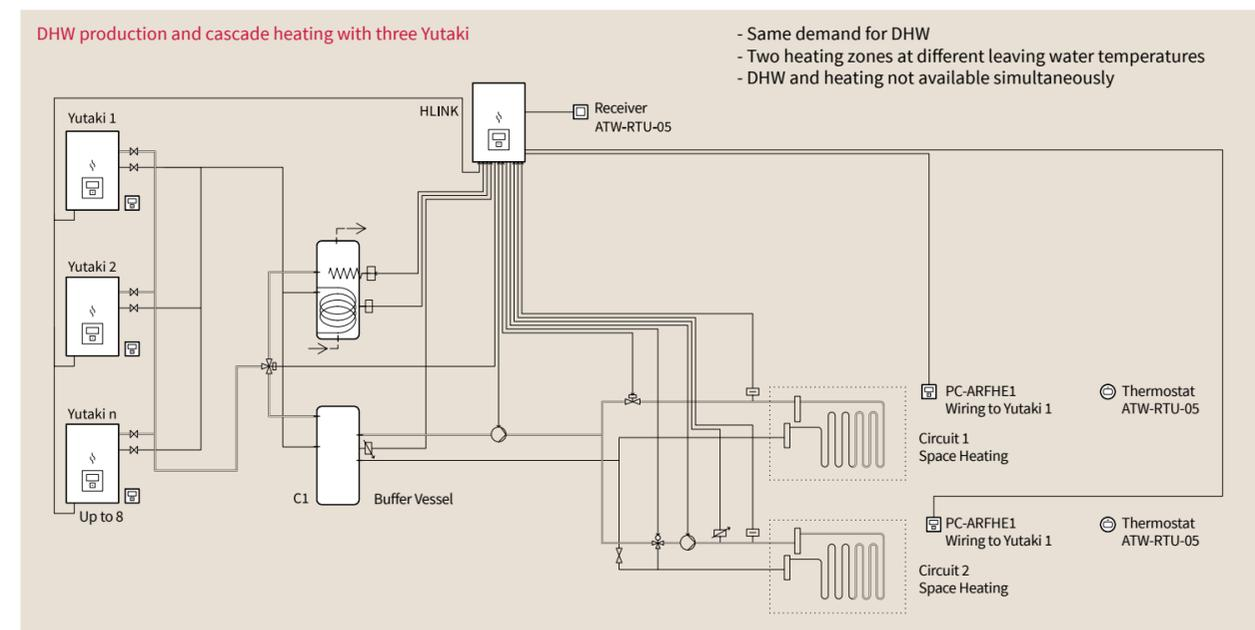 DHW production and cascade heating with three Yutaki
- Same demand for DHW
- Two heating zones at different leaving water temperatures
- DHW and heating not available simultaneously
HLINK
Receiver
ATW-RTU-05
Yutaki 1
Yutaki 2
Yutaki n
Up to 8
C1
Buffer Vessel
PC-ARFHE1
Wiring to Yutaki 1
Thermostat
ATW-RTU-05
Circuit 1
Space Heating
PC-ARFHE1
Wiring to Yutaki 1
Thermostat
ATW-RTU-05
Circuit 2
Space Heating